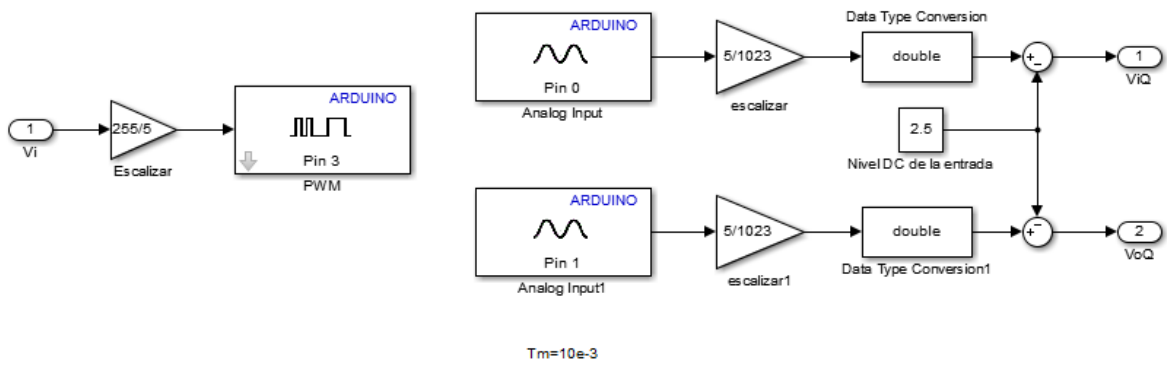 1
Vi
255/5
Escalizar
ARDUINO
Pin 3
PWM
ARDUINO
Pin 0
Analog Input
5/1023
escalizar
Data Type Conversion
double
+
−
1
ViQ
2.5
Nivel DC de la entrada
ARDUINO
Pin 1
Analog Input1
5/1023
escalizar1
double
Data Type Conversion1
−
+
2
VoQ
Tm=10e-3